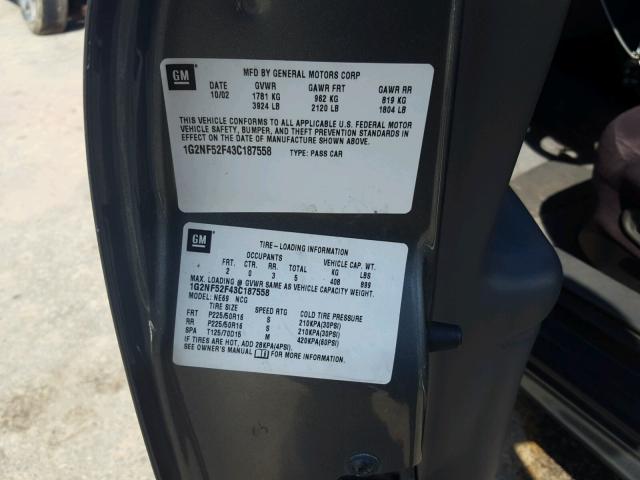 GM MFD BY GENERAL MOTORS CORP
DATE GVWR GAWR FRT GAWR RR
10/02 1781 KG 962 KG 819 KG
3924 LB 2120 LB 1804 LB
THIS VEHICLE CONFORMS TO ALL APPLICABLE U.S. FEDERAL MOTOR
VEHICLE SAFETY, BUMPER, AND THEFT PREVENTION STANDARDS IN
EFFECT ON THE DATE OF MANUFACTURE SHOWN ABOVE.
1G2NF52F43C187558 TYPE: PASS CAR
GM TIRE-LOADING INFORMATION
OCCUPANTS VEHICLE CAP. WT.
FRT. CTR. RR. TOTAL KG LBS
2 0 3 5 408 899
MAX. LOADING @ GVWR SAME AS VEHICLE CAPACITY WEIGHT.
1G2NF52F43C187558
MODEL: NE69 NCG
TIRE SIZE SPEED RTG COLD TIRE PRESSURE
FRT P225/50R16 S 210KPA(30PSI)
RR P225/50R16 S 210KPA(30PSI)
SPA T125/70D15 M 420KPA(60PSI)
IF TIRES ARE HOT, ADD 28KPA(4PSI).
SEE OWNER'S MANUAL FOR MORE INFORMATION.